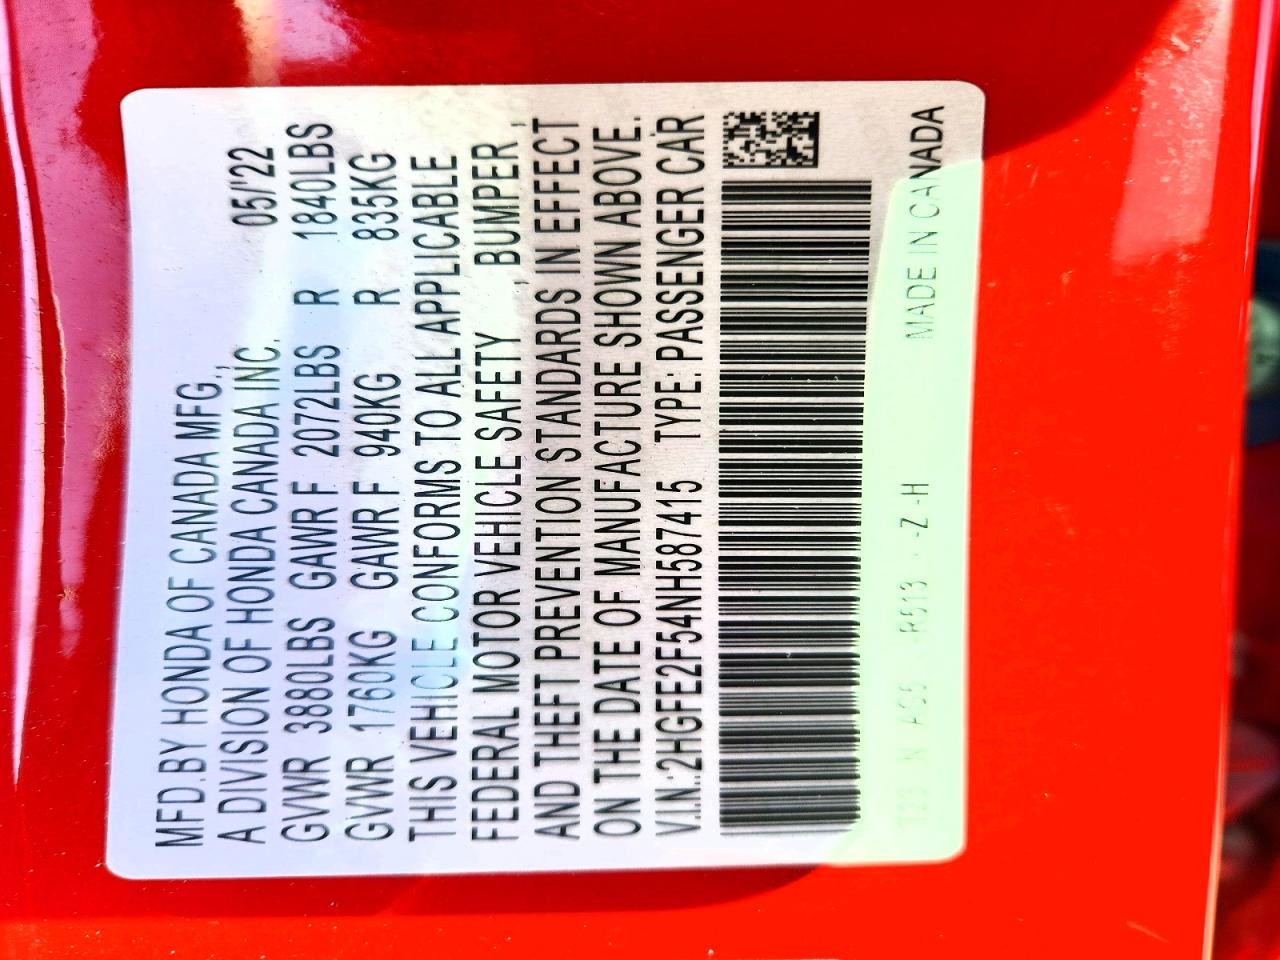 MFD.BY HONDA OF CANADA MFG.,
A DIVISION OF HONDA CANADA INC. 05/'22
GVWR 3880LBS GAWR F 2072LBS R 1840LBS
GVWR 1760KG GAWR F 940KG R 835KG
THIS VEHICLE CONFORMS TO ALL APPLICABLE
FEDERAL MOTOR VEHICLE SAFETY , BUMPER ,
AND THEFT PREVENTION STANDARDS IN EFFECT
ON THE DATE OF MANUFACTURE SHOWN ABOVE.
V.I.N.:2HGFE2F54NH587415 TYPE: PASSENGER CAR
R513 - -Z -H MADE IN CANADA